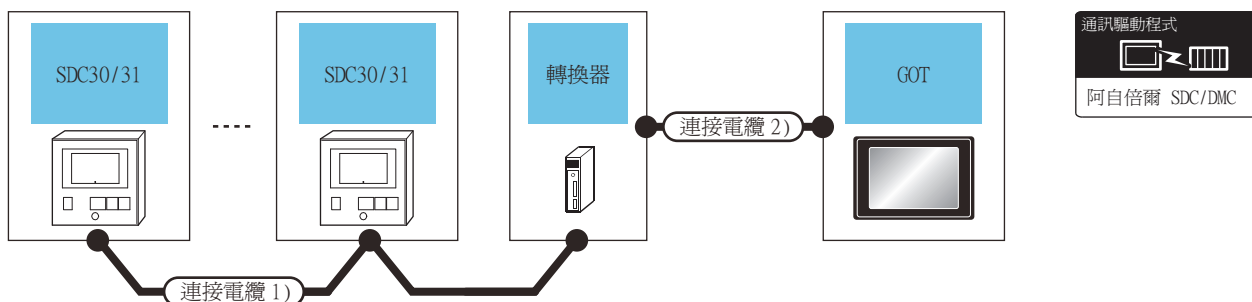 SDC30/31
SDC30/31
轉換器
GOT
連接電纜 2)
連接電纜 1)
通訊驅動程式
阿自倍爾 SDC/DMC